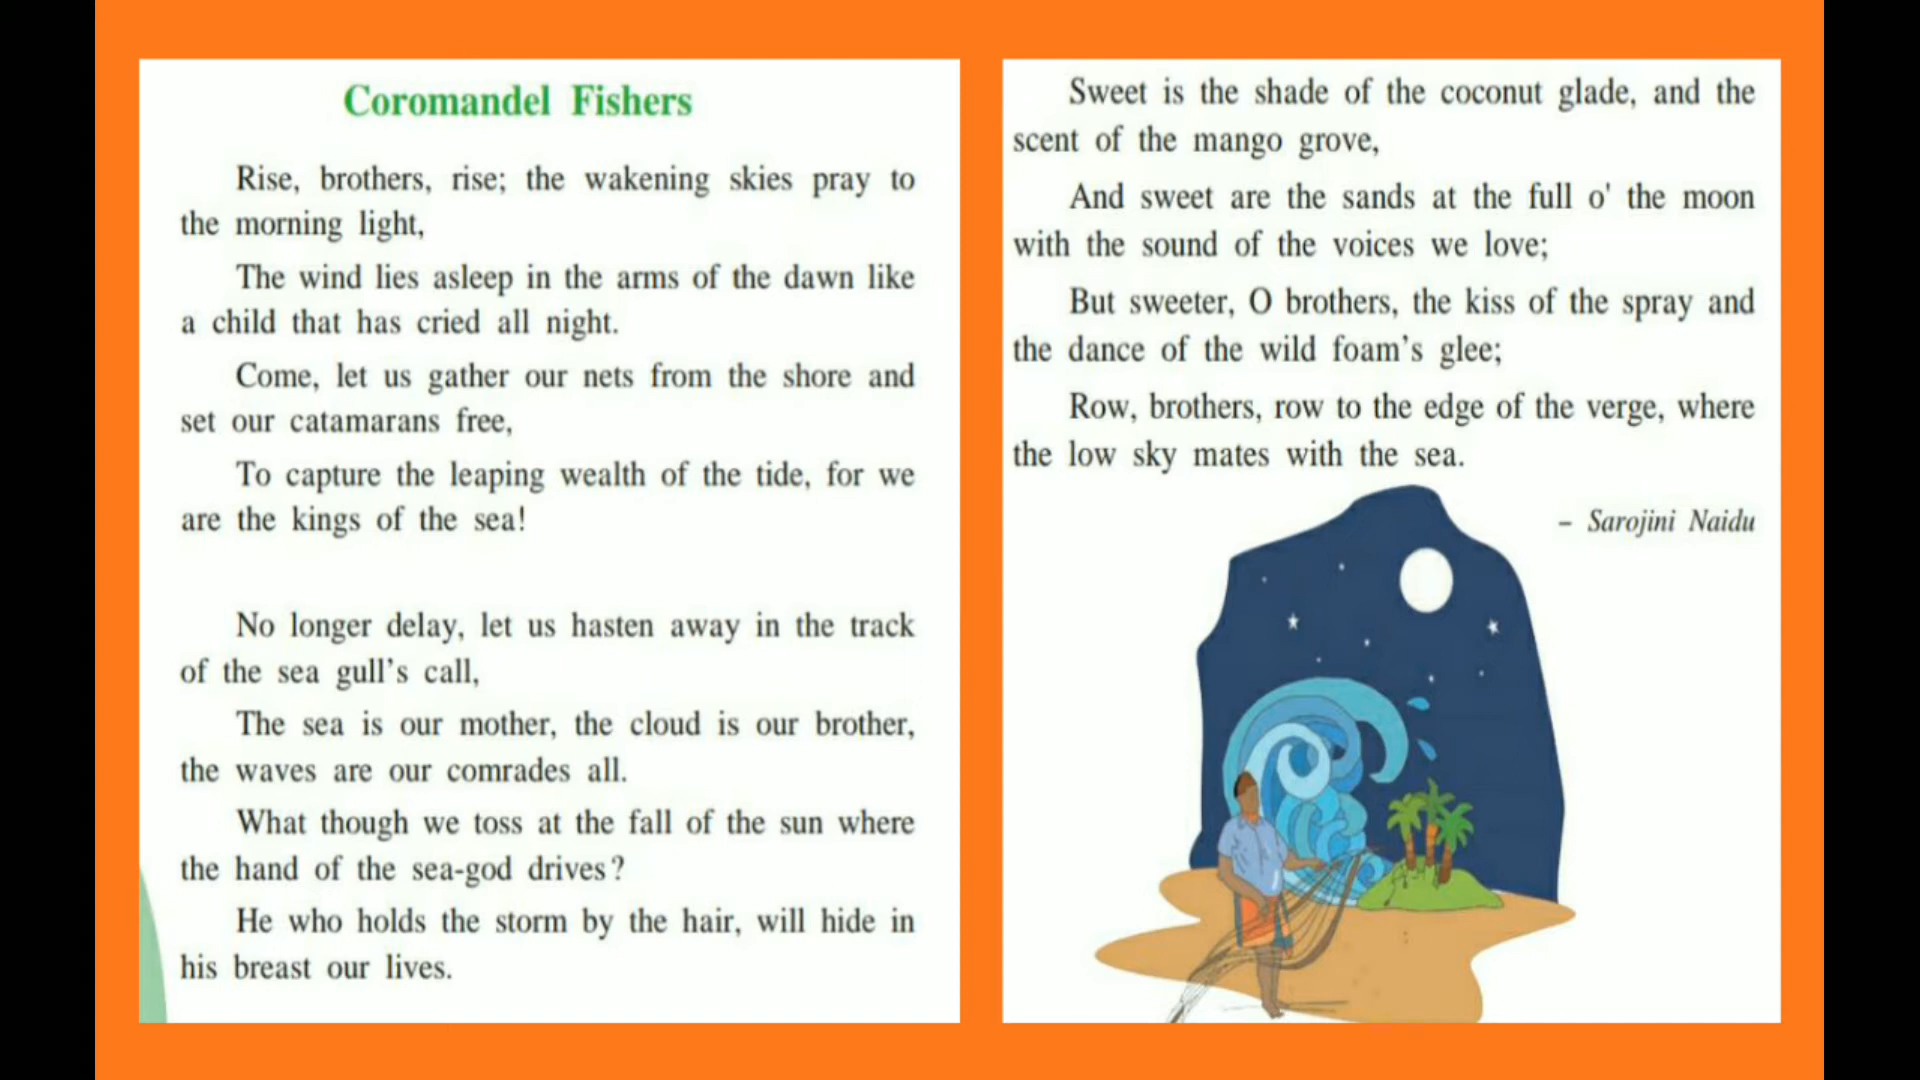 Coromandel Fishers
Rise, brothers, rise; the wakening skies pray to
the morning light,
The wind lies asleep in the arms of the dawn like
a child that has cried all night.
Come, let us gather our nets from the shore and
set our catamarans free,
To capture the leaping wealth of the tide, for we
are the kings of the sea!
No longer delay, let us hasten away in the track
of the sea gull's call,
The sea is our mother, the cloud is our brother,
the waves are our comrades all.
What though we toss at the fall of the sun where
the hand of the sea-god drives?
He who holds the storm by the hair, will hide in
his breast our lives.
Sweet is the shade of the coconut glade, and the
scent of the mango grove,
And sweet are the sands at the full o' the moon
with the sound of the voices we love;
But sweeter, O brothers, the kiss of the spray and
the dance of the wild foam's glee;
Row, brothers, row to the edge of the verge, where
the low sky mates with the sea.
– Sarojini Naidu